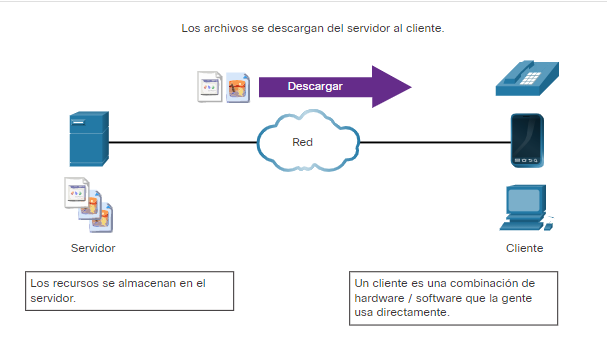 Los archivos se descargan del servidor al cliente.
Descargar
Red
Servidor
Cliente
Los recursos se almacenan en el
servidor.
Un cliente es una combinación de
hardware / software que la gente
usa directamente.